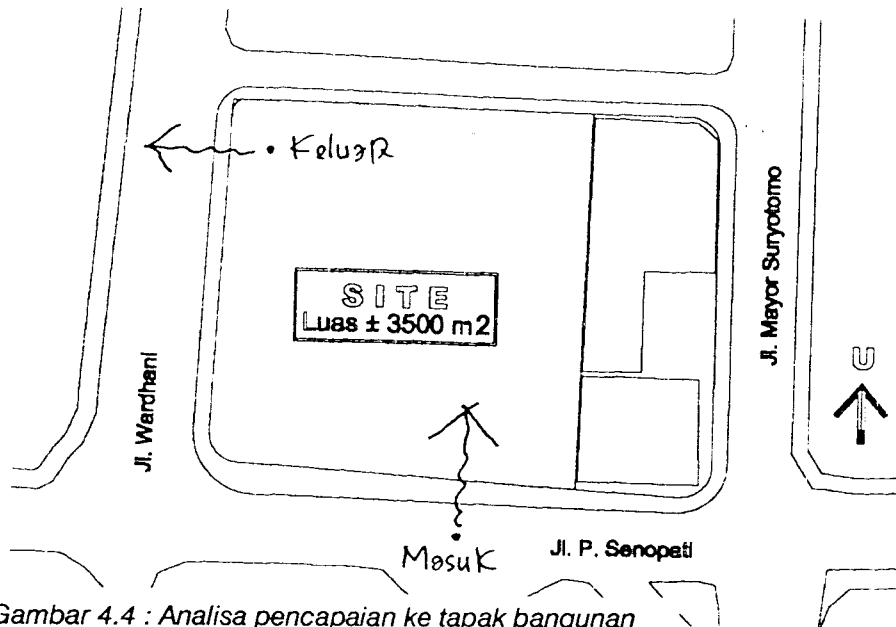 Keluar
SITE
Luas ± 3500 m2
Jl. Mayor Suryotomo
Jl. Wardhani
U
Masuk
Jl. P. Senopati
Gambar 4.4 : Analisa pencapaian ke tapak bangunan